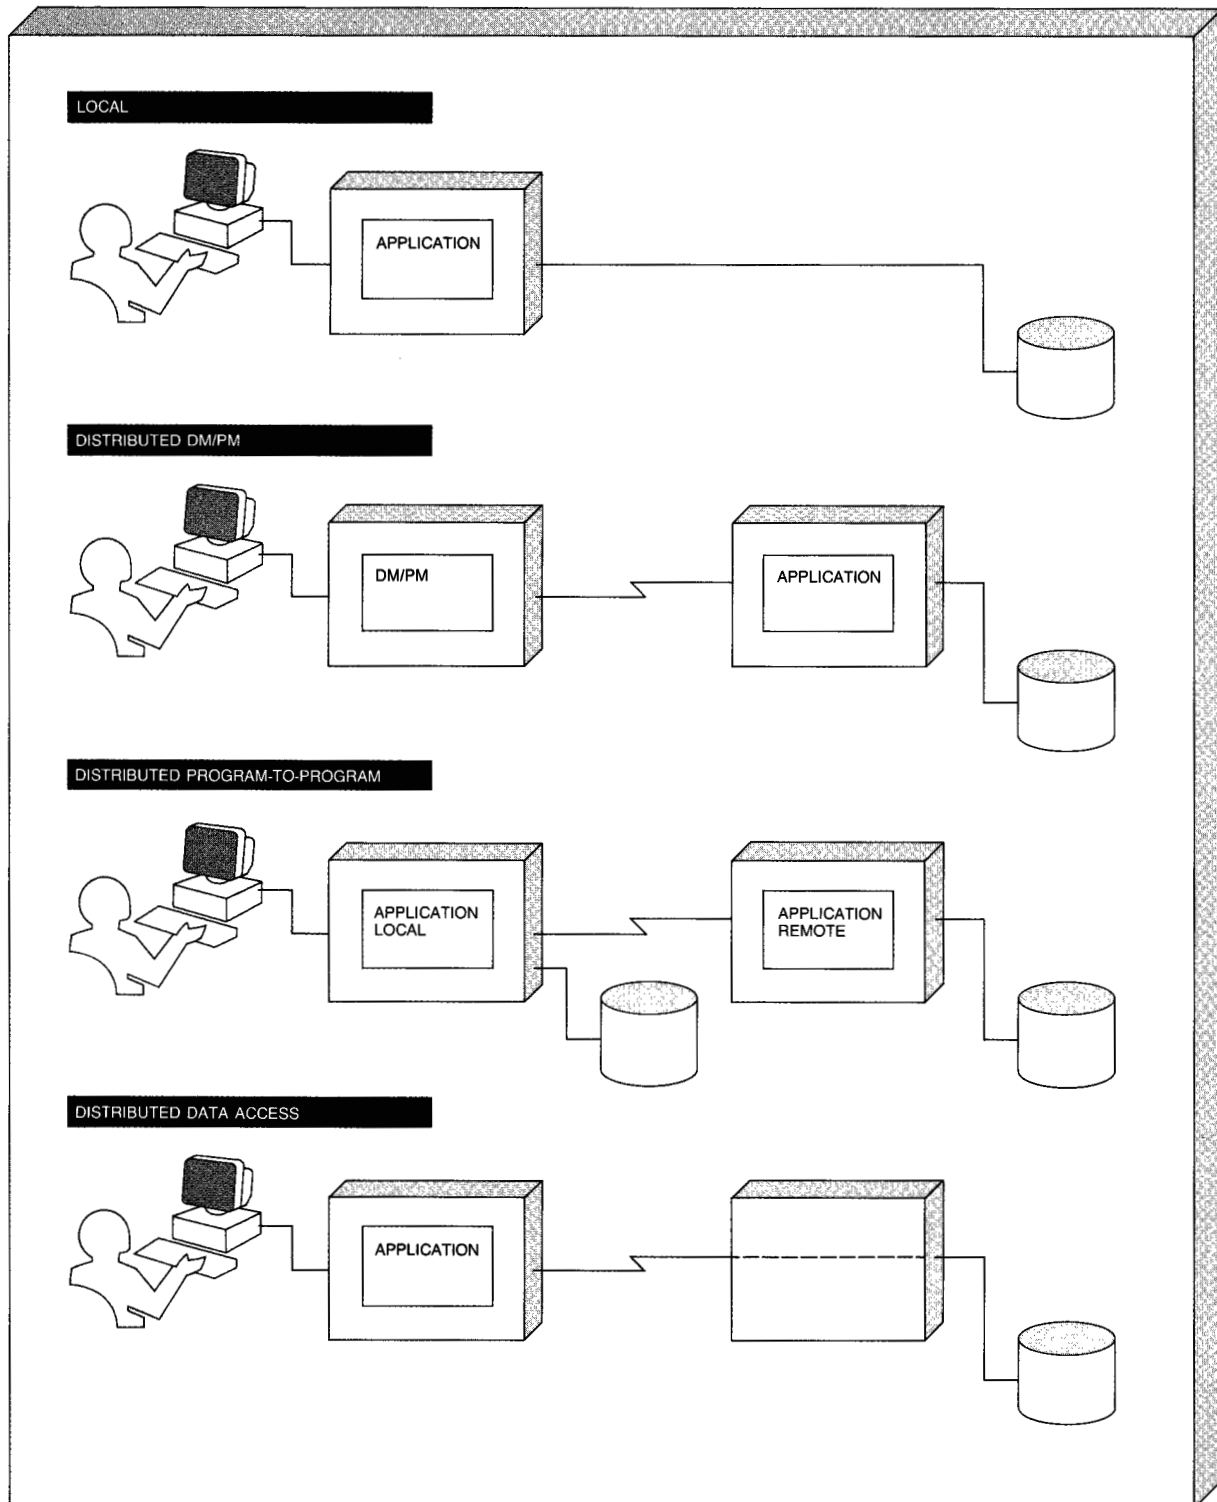 LOCAL
APPLICATION
DISTRIBUTED DM/PM
DM/PM
APPLICATION
DISTRIBUTED PROGRAM-TO-PROGRAM
APPLICATION
LOCAL
APPLICATION
REMOTE
DISTRIBUTED DATA ACCESS
APPLICATION